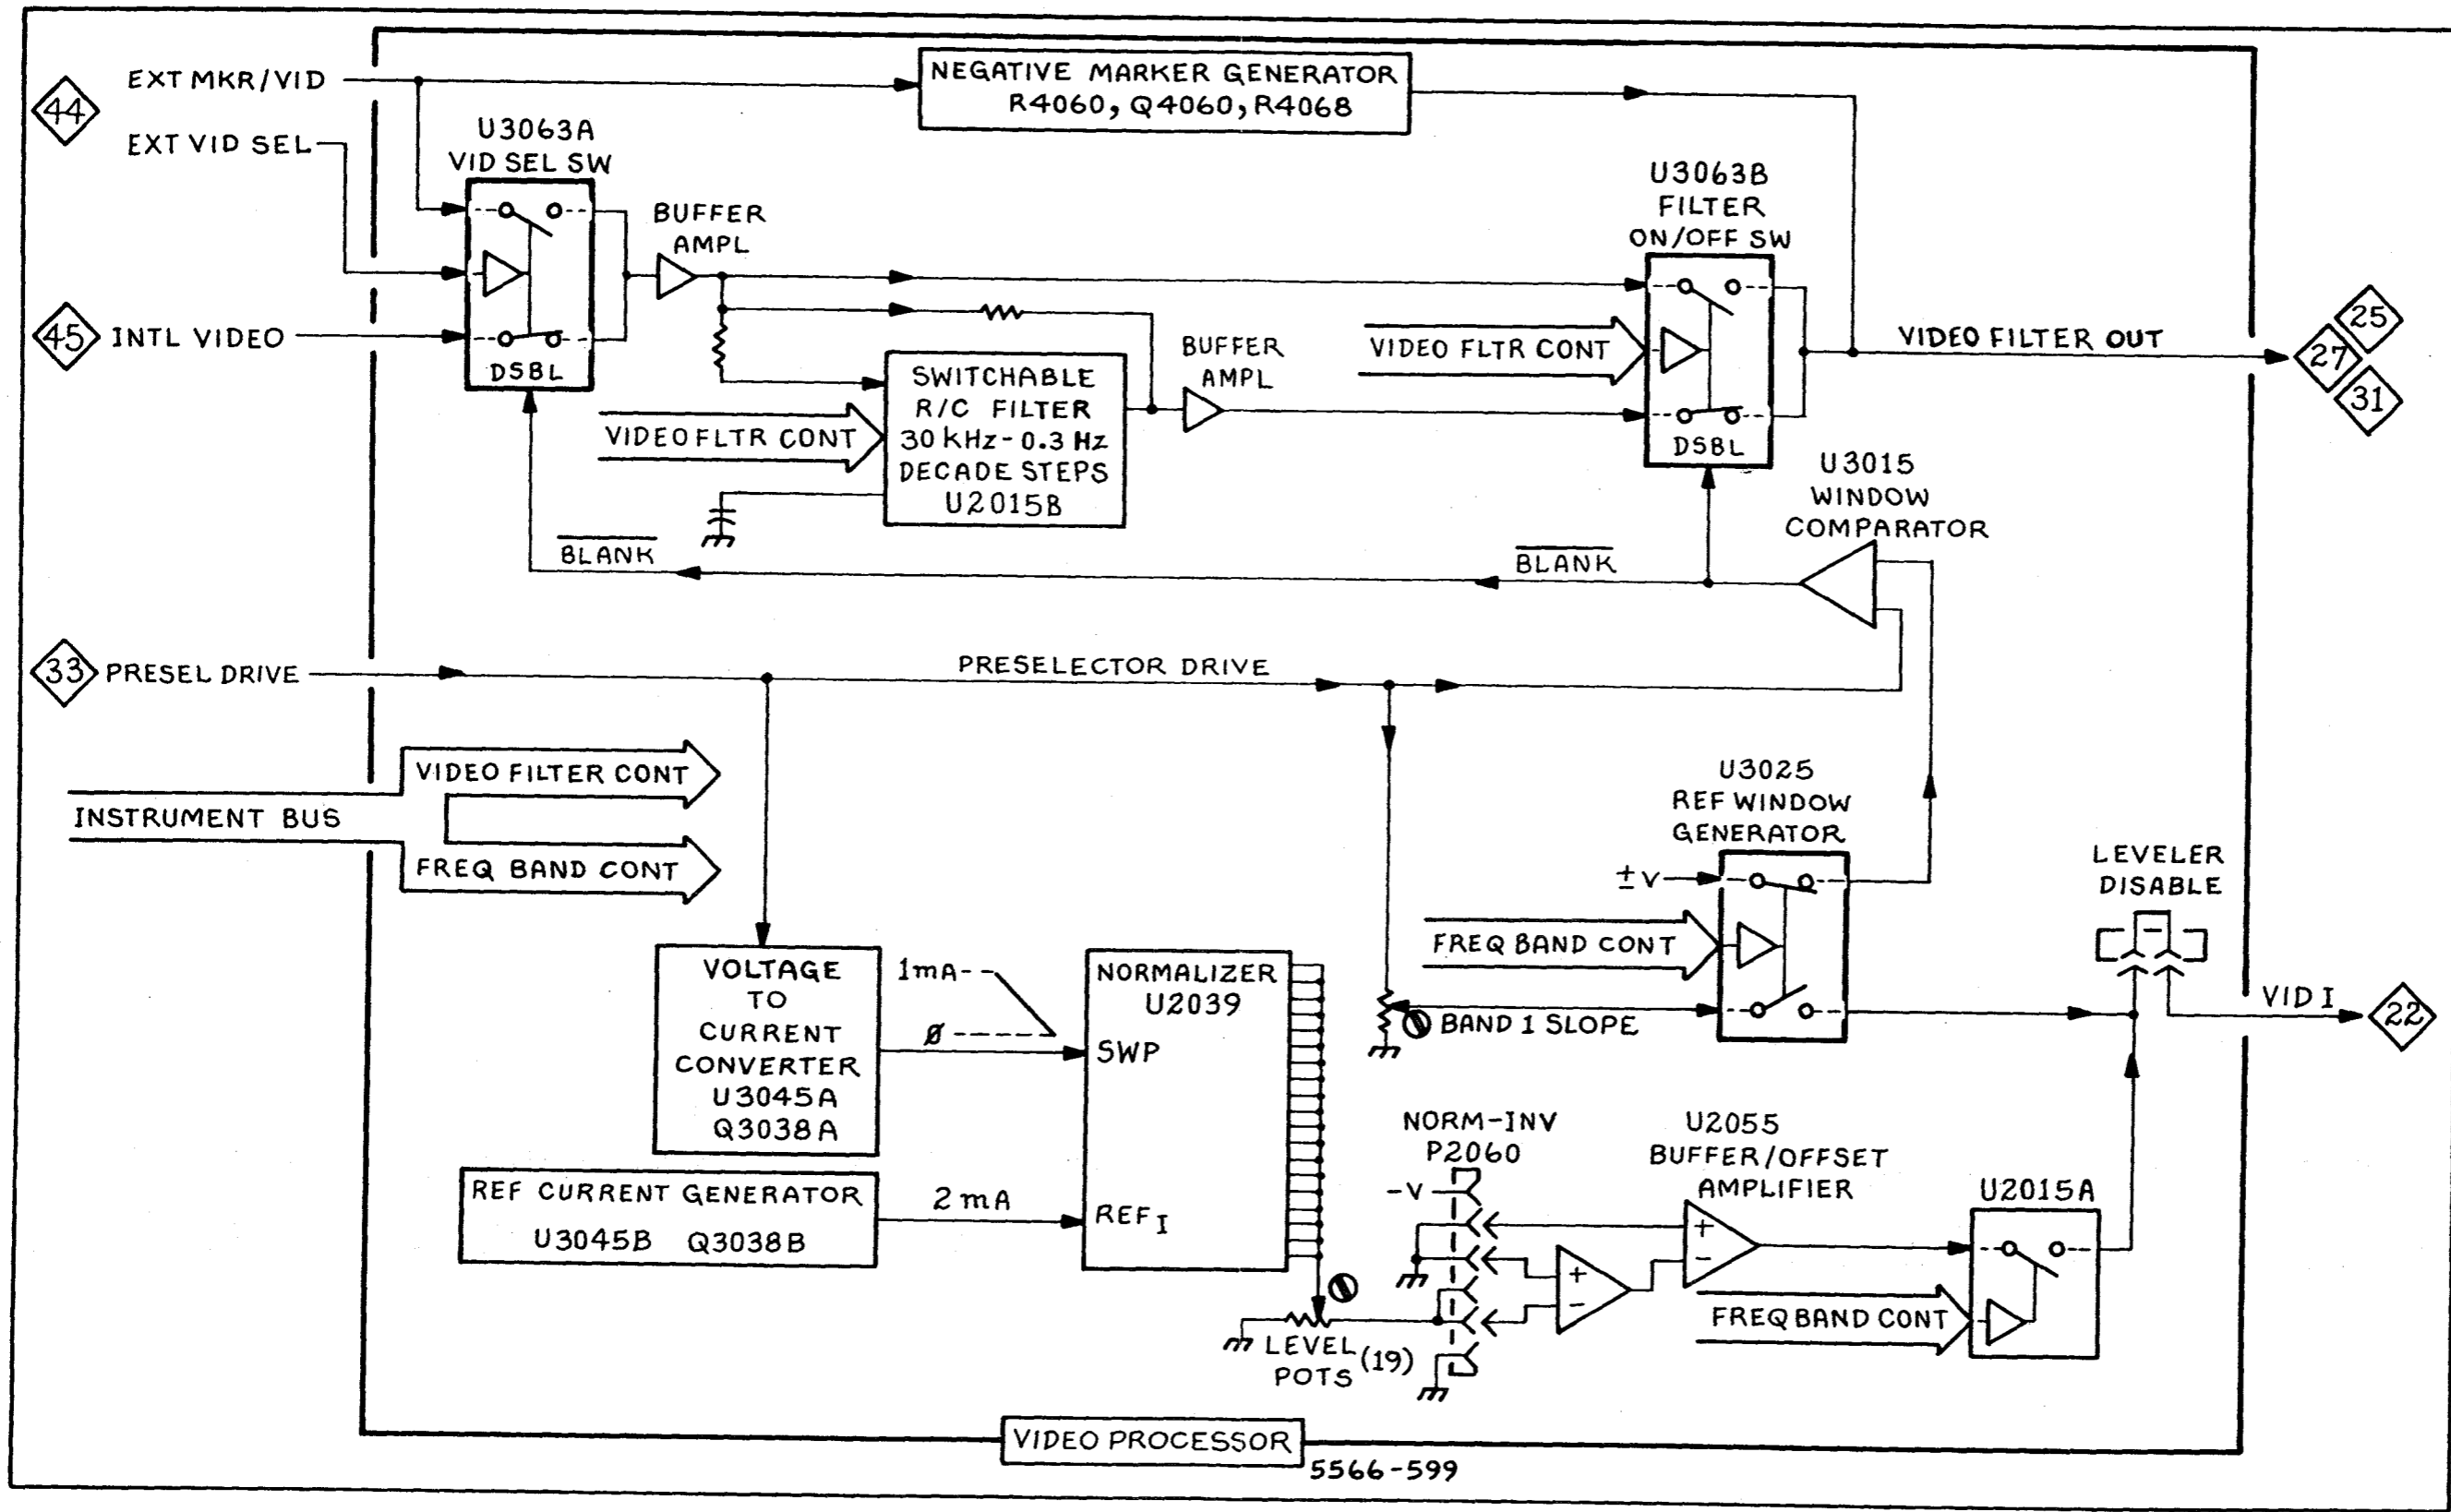 44
EXT MKR/VID
EXT VID SEL
NEGATIVE MARKER GENERATOR
R4060, Q4060, R4068
U3063A
VID SEL SW
DSBL
BUFFER
AMPL
45
INTL VIDEO
U3063B
FILTER
ON/OFF SW
DSBL
VIDEO FLTR CONT
SWITCHABLE
R/C FILTER
30 kHz - 0.3 Hz
DECADE STEPS
U2015B
VIDEO FLTR CONT
BUFFER
AMPL
VIDEO FILTER OUT
25
27
31
U3015
WINDOW
COMPARATOR
BLANK
BLANK
33
PRESEL DRIVE
PRESELECTOR DRIVE
INSTRUMENT BUS
VIDEO FILTER CONT
FREQ BAND CONT
U3025
REF WINDOW
GENERATOR
±V
FREQ BAND CONT
BAND 1 SLOPE
LEVELER
DISABLE
VID I
22
VOLTAGE
TO
CURRENT
CONVERTER
U3045A
Q3038A
1mA
Ø
NORMALIZER
U2039
SWP
REF I
REF CURRENT GENERATOR
U3045B Q3038B
2 mA
LEVEL (19)
POTS
NORM-INV
P2060
-V
+
-
U2055
BUFFER/OFFSET
AMPLIFIER
+
-
U2015A
FREQ BAND CONT
VIDEO PROCESSOR
5566-599